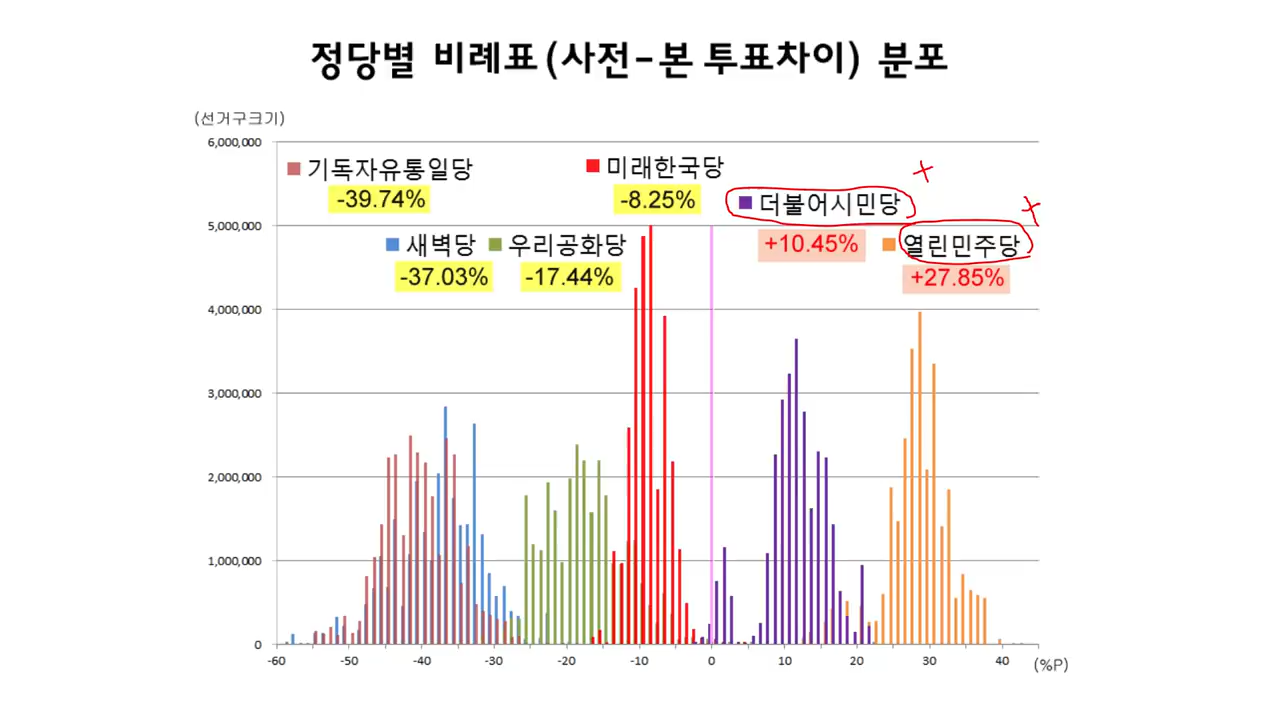 정당별 비례표(사전-본 투표차이) 분포
(선거구크기)
6,000,000
기독자유통일당
-39.74%
미래한국당
-8.25%
더불어시민당
+10.45%
5,000,000
새벽당
-37.03%
우리공화당
-17.44%
열린민주당
+27.85%
4,000,000
3,000,000
2,000,000
1,000,000
0
-60 -50 -40 -30 -20 -10 0 10 20 30 40 (%P)